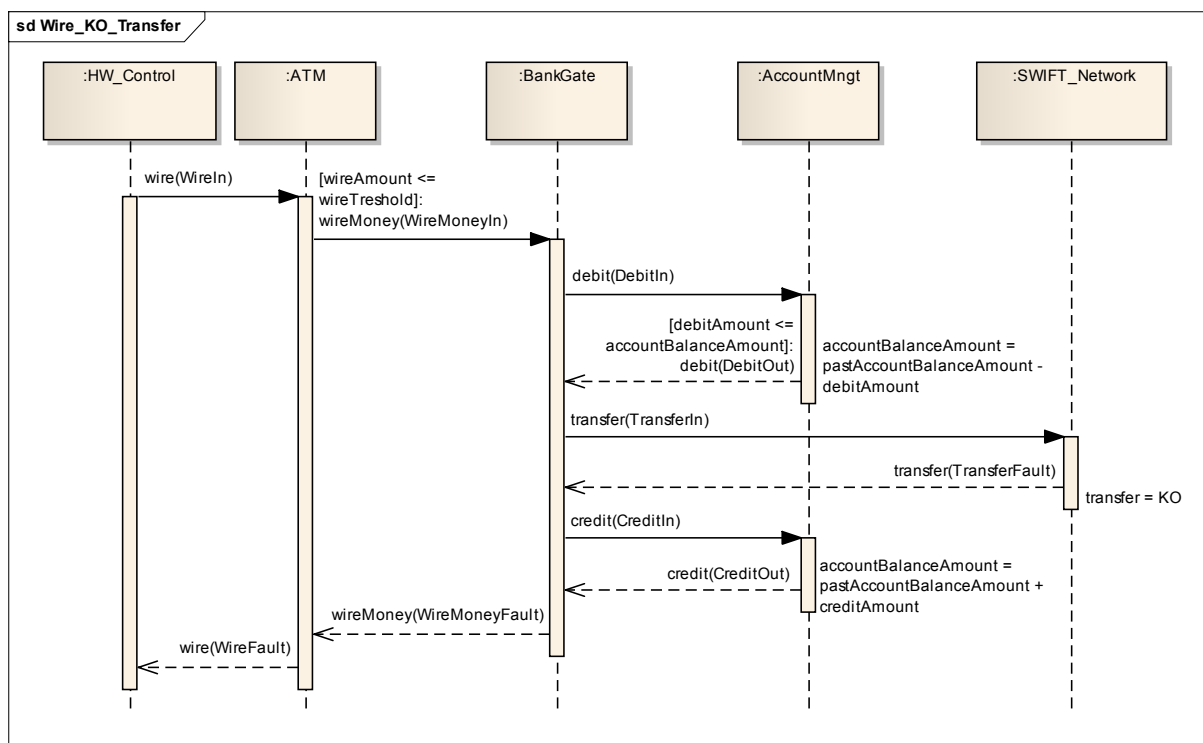 sd Wire_KO_Transfer
:HW_Control
:ATM
:BankGate
:AccountMngt
:SWIFT_Network
wire(WireIn)
[wireAmount <=
wireTreshold]:
wireMoney(WireMoneyIn)
debit(DebitIn)
[debitAmount <=
accountBalanceAmount]:
debit(DebitOut)
accountBalanceAmount =
pastAccountBalanceAmount -
debitAmount
transfer(TransferIn)
transfer(TransferFault)
transfer = KO
credit(CreditIn)
credit(CreditOut)
accountBalanceAmount =
pastAccountBalanceAmount +
creditAmount
wireMoney(WireMoneyFault)
wire(WireFault)